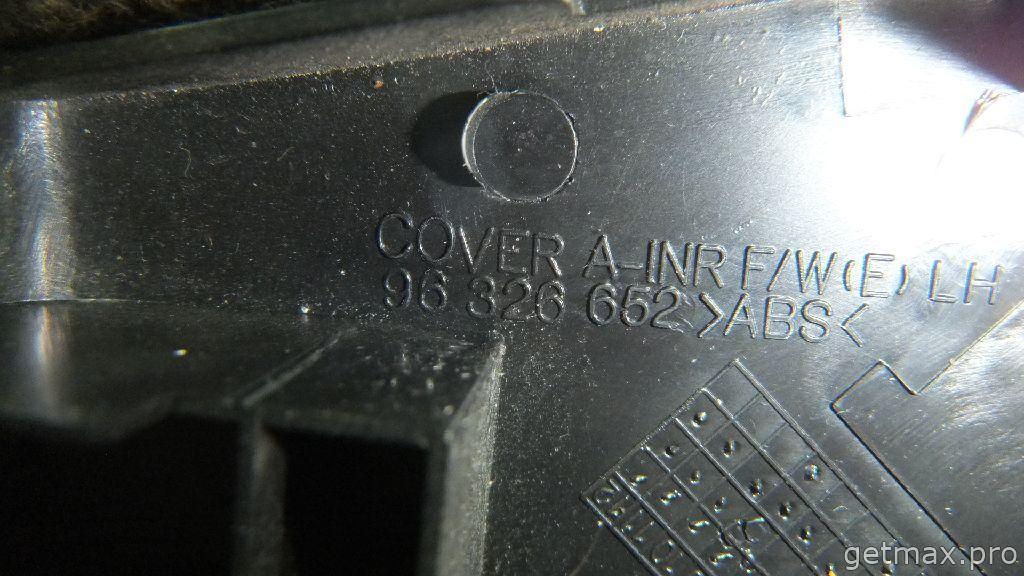 COVER A-INR F/W(E) LH
96 326 652 >ABS<
getmax.pro